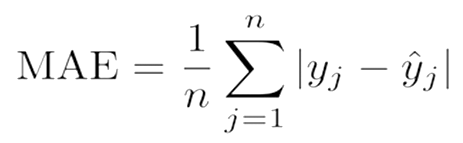 MAE = \frac{1}{n} \sum_{j=1}^{n} |y_j - \hat{y}_j|